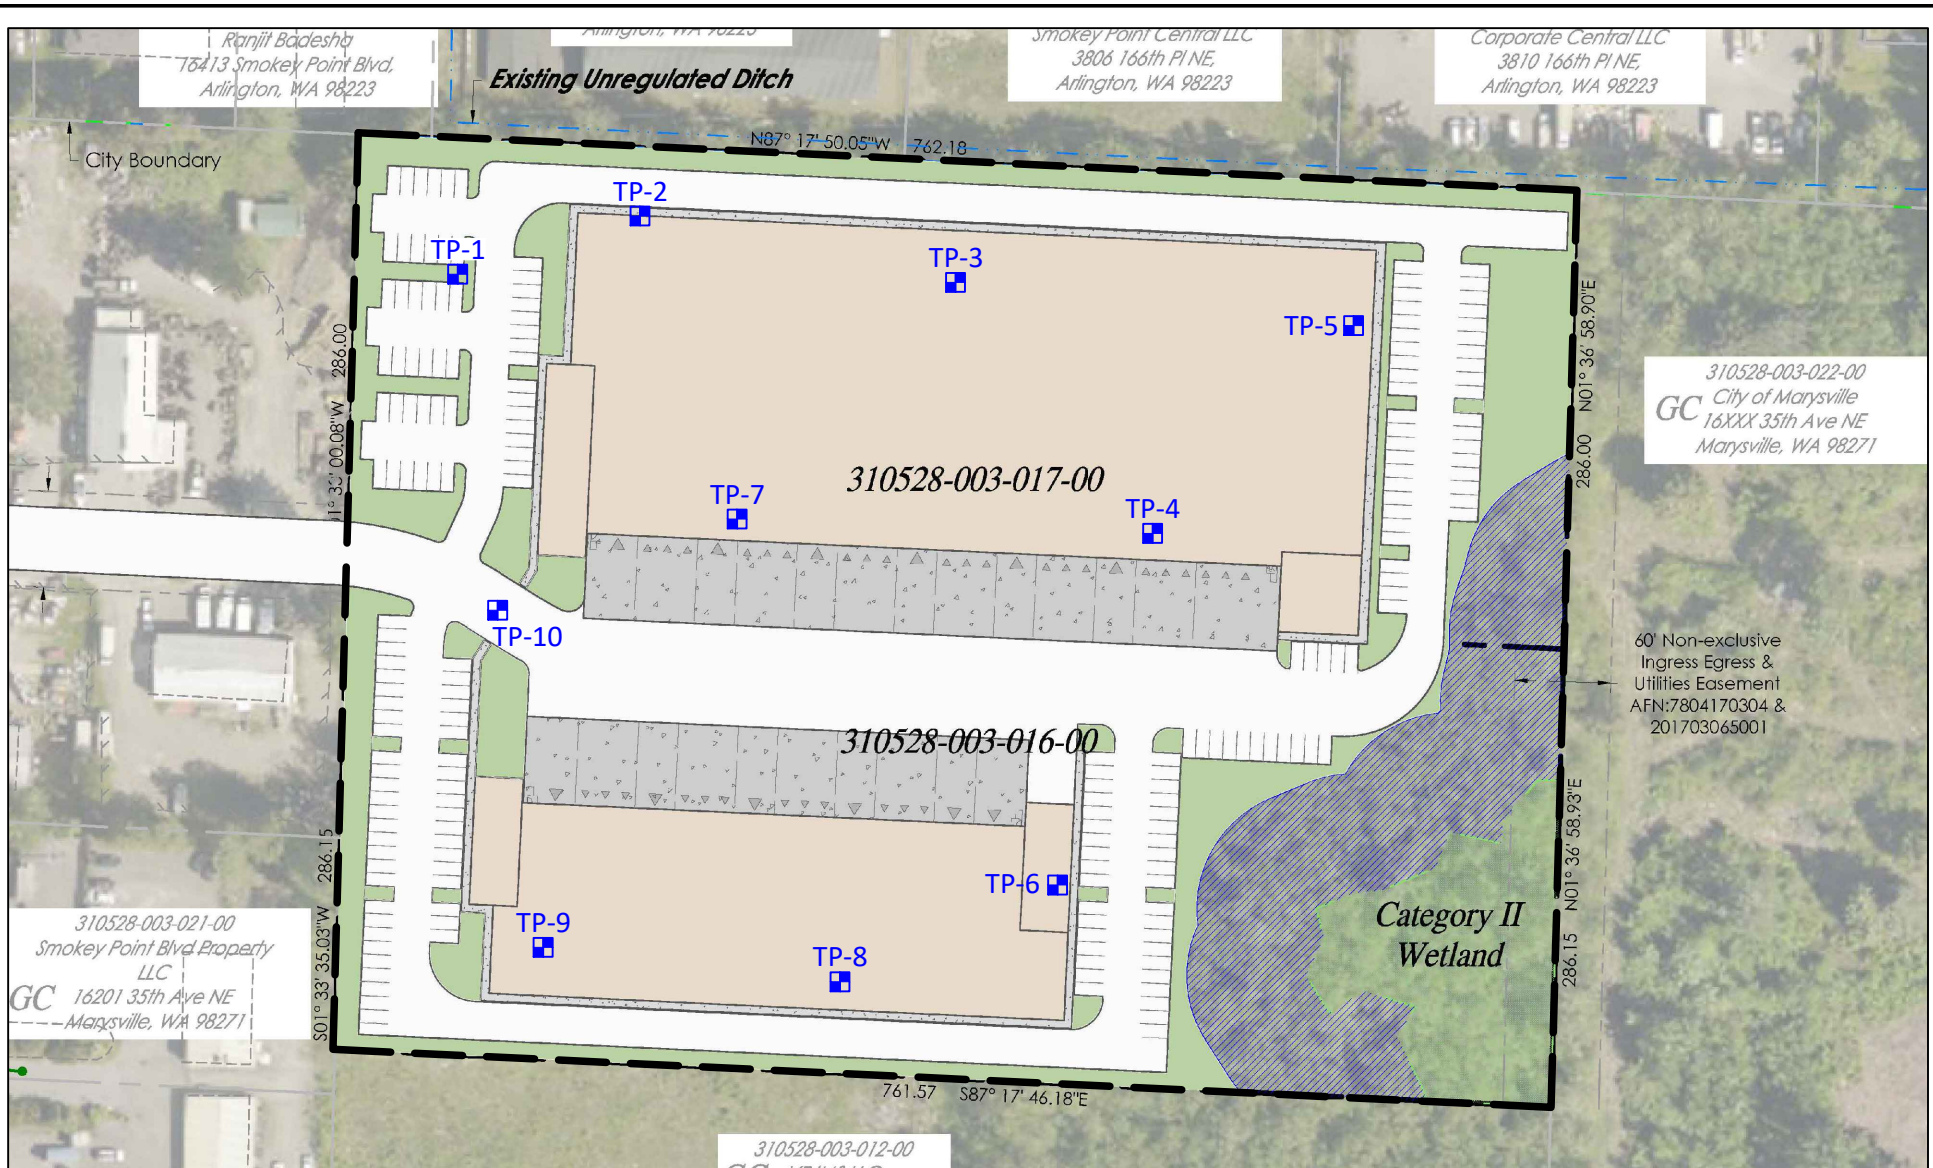 Ranjit Badesha
16413 Smokey Point Blvd,
Arlington, WA 98223
Existing Unregulated Ditch
Arlington, WA 98223
Smokey Point Central LLC
3806 166th Pl NE,
Arlington, WA 98223
Corporate Central LLC
3810 166th Pl NE,
Arlington, WA 98223
City Boundary
N87° 17' 50.05"W 762.18
TP-2
TP-1
TP-3
TP-5
286.00
N01° 36' 58.90"E
286.00
310528-003-022-00
GC City of Marysville
16XXX 35th Ave NE
Marysville, WA 98271
310528-003-017-00
TP-7
TP-4
TP-10
60' Non-exclusive
Ingress Egress &
Utilities Easement
AFN:7804170304 &
201703065001
310528-003-016-00
S01° 33' 35.03"W 286.15
N01° 36' 58.93"E
286.15
TP-6
TP-9
TP-8
Category II
Wetland
310528-003-021-00
Smokey Point Blvd Property
LLC
GC 16201 35th Ave NE
Marysville, WA 98271
761.57 S87° 17' 46.18"E
310528-003-012-00